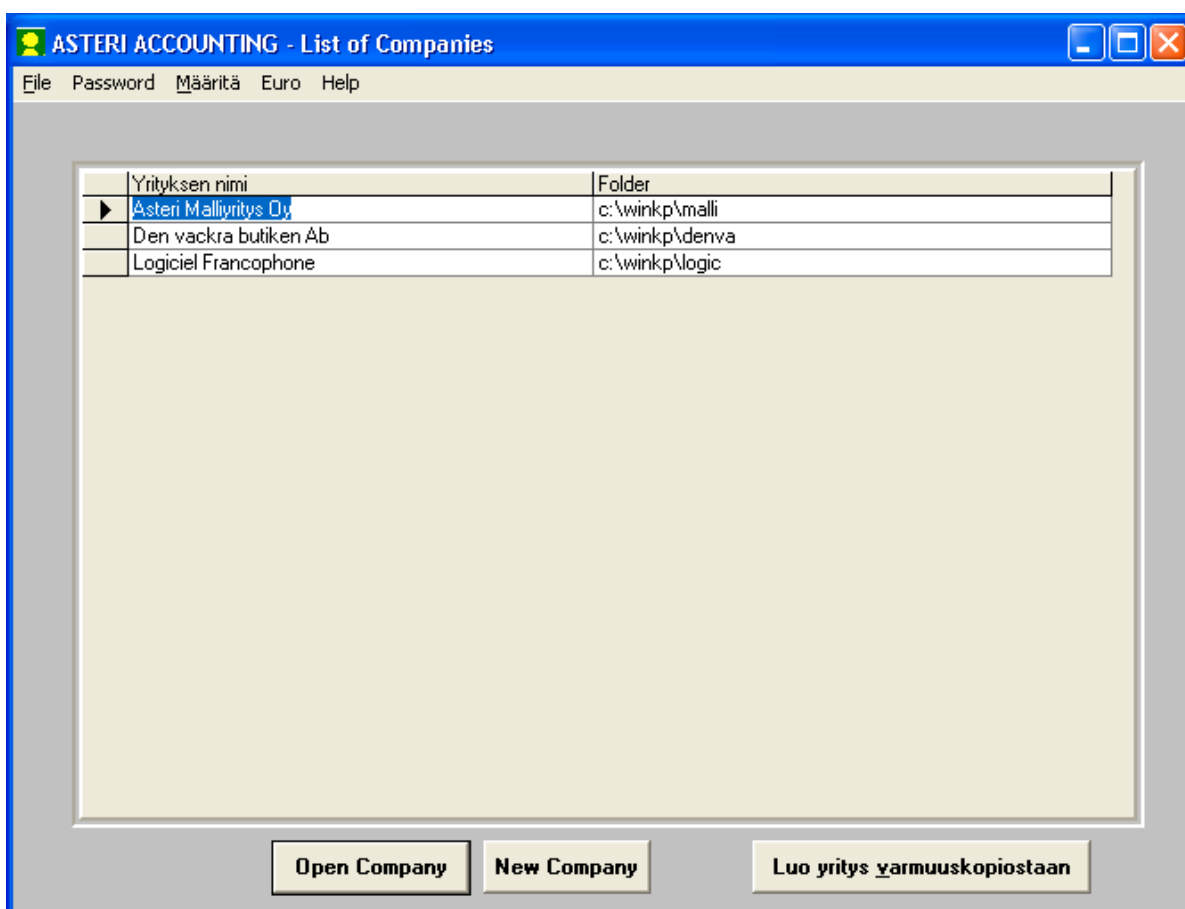 ASTERI ACCOUNTING - List of Companies
File Password Määritä Euro Help
Yrityksen nimi Folder
Asteri Malliyritys Oy c:\winkp\malli
Den vackra butiken Ab c:\winkp\denva
Logiciel Francophone c:\winkp\logic
Open Company New Company Luo yritys varmuuskopiostaan